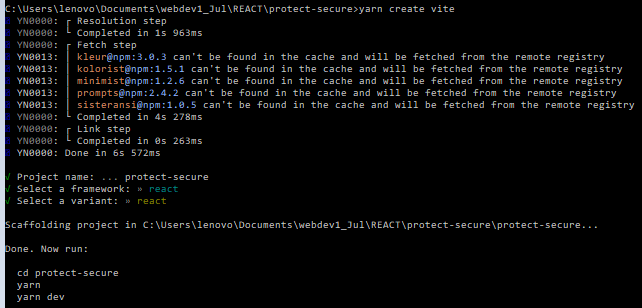 C:\Users\lenovo\Documents\webdev1_Jul\REACT\protect-secure>yarn create vite
➤ YN0000: ┌ Resolution step
➤ YN0000: └ Completed in 1s 963ms
➤ YN0000: ┌ Fetch step
➤ YN0013: │ kleur@npm:3.0.3 can't be found in the cache and will be fetched from the remote registry
➤ YN0013: │ kolorist@npm:1.5.1 can't be found in the cache and will be fetched from the remote registry
➤ YN0013: │ minimist@npm:1.2.6 can't be found in the cache and will be fetched from the remote registry
➤ YN0013: │ prompts@npm:2.4.2 can't be found in the cache and will be fetched from the remote registry
➤ YN0013: │ sisteransi@npm:1.0.5 can't be found in the cache and will be fetched from the remote registry
➤ YN0000: └ Completed in 4s 278ms
➤ YN0000: ┌ Link step
➤ YN0000: └ Completed in 0s 263ms
➤ YN0000: Done in 6s 572ms
√ Project name: ... protect-secure
√ Select a framework: » react
√ Select a variant: » react
Scaffolding project in C:\Users\lenovo\Documents\webdev1_Jul\REACT\protect-secure\protect-secure...
Done. Now run:
cd protect-secure
yarn
yarn dev